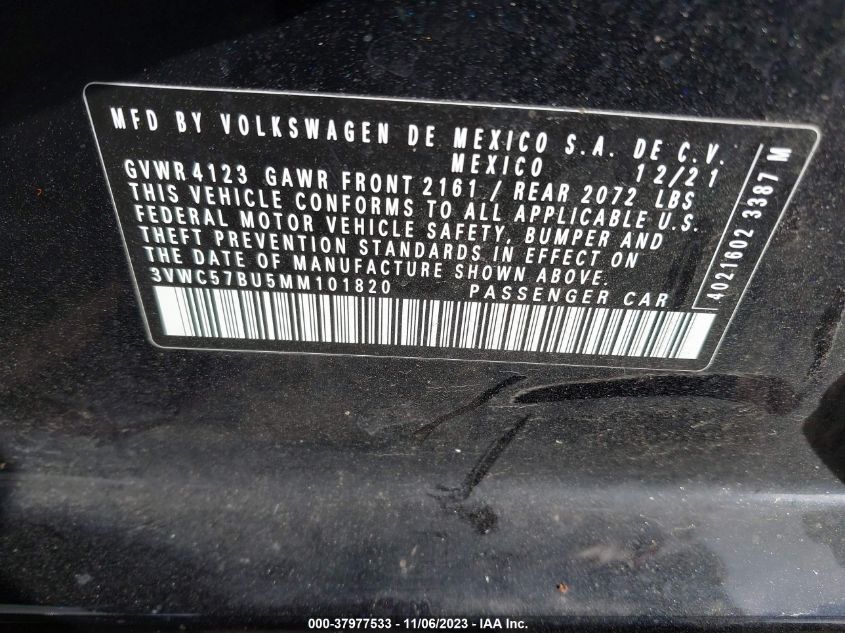 MFD BY VOLKSWAGEN DE MEXICO S.A. DE C.V.
MEXICO 12/21
GVWR 4123 GAWR FRONT 2161 / REAR 2072 LBS
THIS VEHICLE CONFORMS TO ALL APPLICABLE U.S.
FEDERAL MOTOR VEHICLE SAFETY, BUMPER AND
THEFT PREVENTION STANDARDS IN EFFECT ON
THE DATE OF MANUFACTURE SHOWN ABOVE.
3VWC57BU5MM101820 PASSENGER CAR
4021602 3387 M
000-37977533 - 11/06/2023 - IAA Inc.